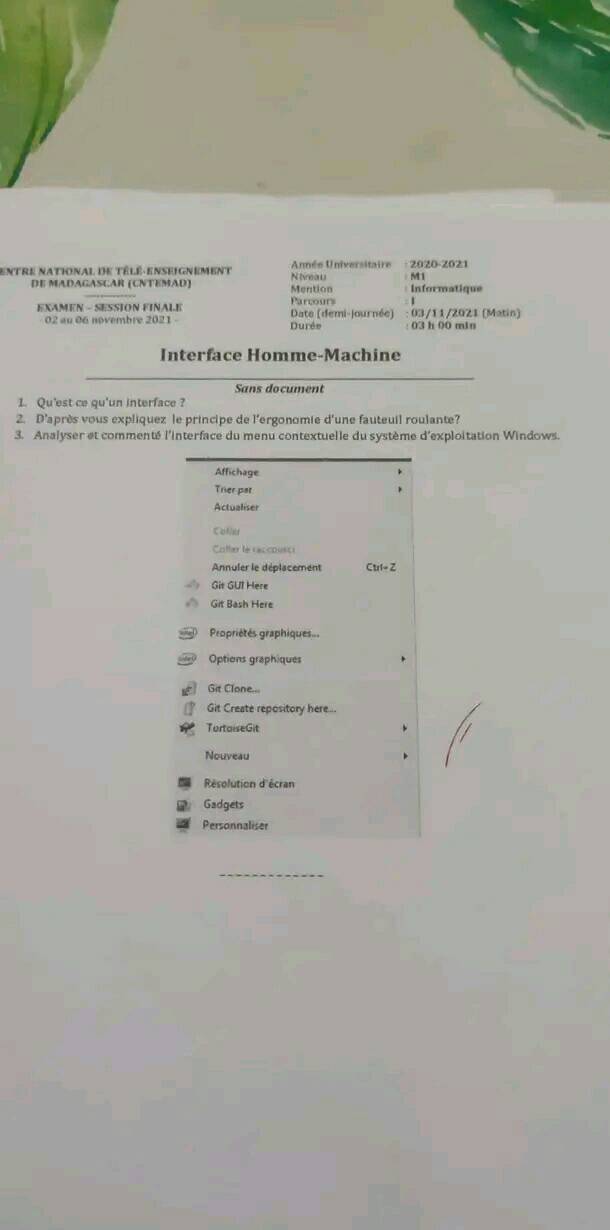 ENTRE NATIONAL DE TÉLÉ-ENSEIGNEMENT
DE MADAGASCAR (CNTEMAD)
EXAMEN – SESSION FINALE
- 02 au 06 novembre 2021 -
Année Universitaire : 2020-2021
Niveau : M1
Mention : Informatique
Parcours : I
Date (demi-journée) : 03/11/2021 (Matin)
Durée : 03 h 00 min
Interface Homme-Machine
Sans document
1. Qu'est ce qu'un interface ?
2. D'après vous expliquez le principe de l'ergonomie d'une fauteuil roulante?
3. Analyser et commenté l'interface du menu contextuelle du système d'exploitation Windows.
Affichage
Trier par
Actualiser
Coller
Coller le raccourci
Annuler le déplacement Ctrl+Z
Git GUI Here
Git Bash Here
Propriétés graphiques...
Options graphiques
Git Clone...
Git Create repository here...
TortoiseGit
Nouveau
Résolution d'écran
Gadgets
Personnaliser